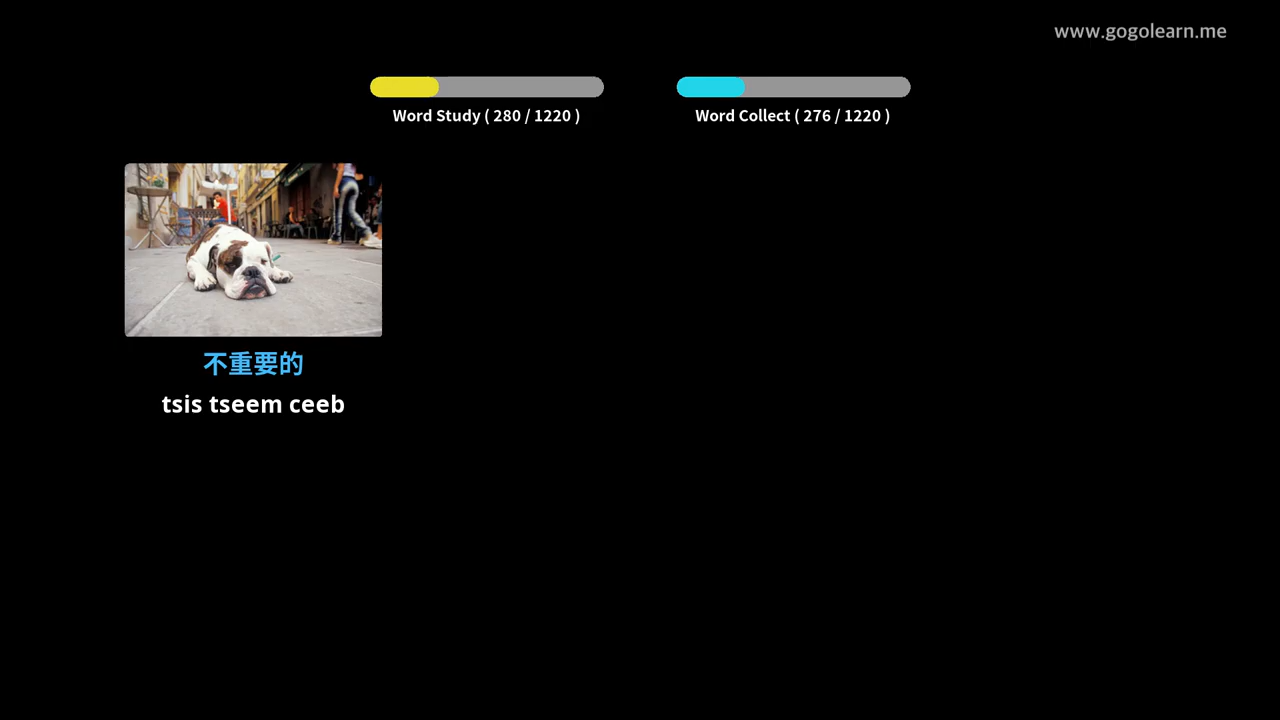 www.gogolearn.me
Word Study ( 280 / 1220 )
Word Collect ( 276 / 1220 )
不重要的
tsis tseem ceeb